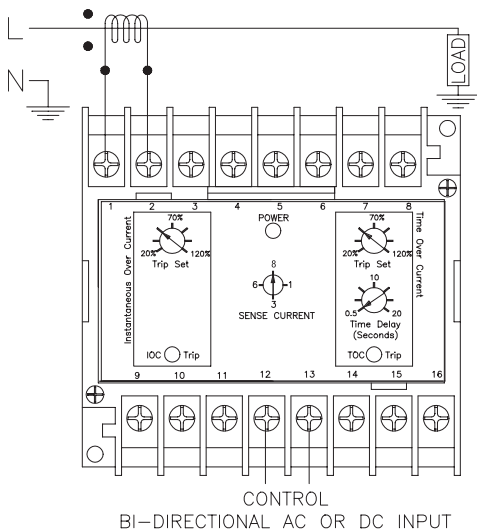 L
N
LOAD
1 2 3 4 5 6 7 8
Instantaneous Over Current
70%
20% 120%
Trip Set
IOC Trip
POWER
8
6 1
3
SENSE CURRENT
Time Over Current
70%
20% 120%
Trip Set
10
0.5 20
Time Delay
(Seconds)
TOC Trip
9 10 11 12 13 14 15 16
CONTROL
BI-DIRECTIONAL AC OR DC INPUT